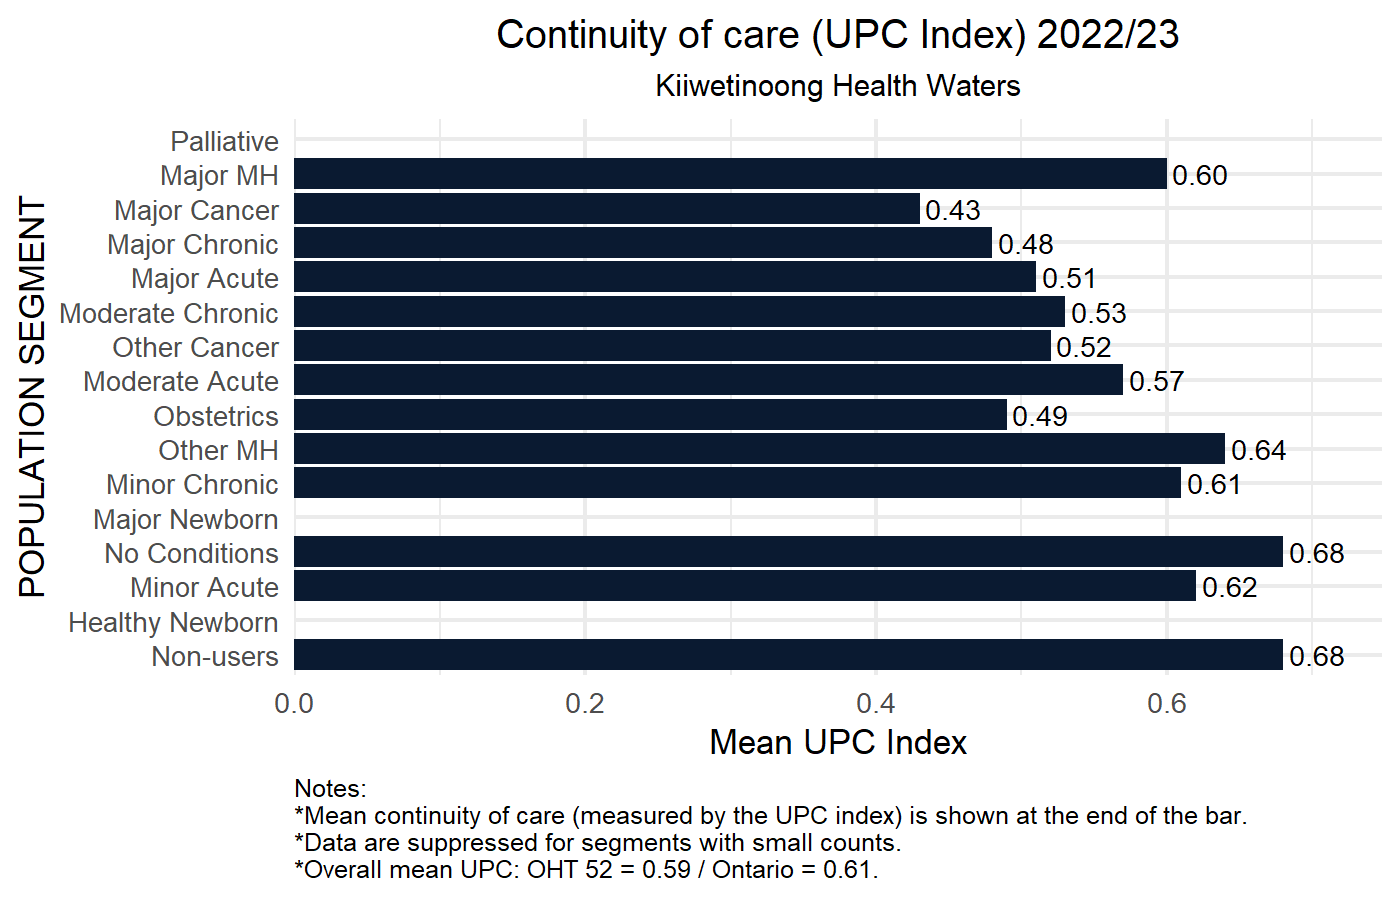 Continuity of care (UPC Index) 2022/23
Kiiwetinoong Health Waters
POPULATION SEGMENT
Palliative
Major MH 0.60
Major Cancer 0.43
Major Chronic 0.48
Major Acute 0.51
Moderate Chronic 0.53
Other Cancer 0.52
Moderate Acute 0.57
Obstetrics 0.49
Other MH 0.64
Minor Chronic 0.61
Major Newborn
No Conditions 0.68
Minor Acute 0.62
Healthy Newborn
Non-users 0.68
0.0 0.2 0.4 0.6
Mean UPC Index
Notes:
*Mean continuity of care (measured by the UPC index) is shown at the end of the bar.
*Data are suppressed for segments with small counts.
*Overall mean UPC: OHT 52 = 0.59 / Ontario = 0.61.